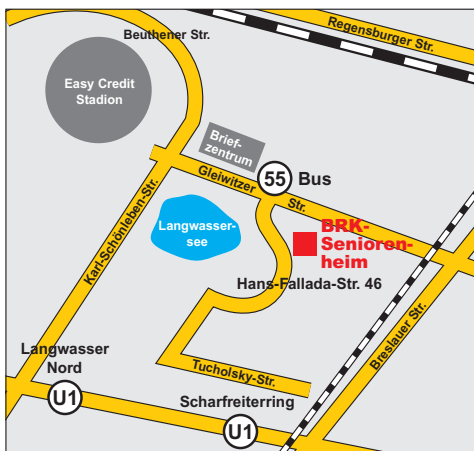 Beuthener Str.
Regensburger Str.
Easy Credit
Stadion
Brief-
zentrum
Gleiwitzer
Str.
55
Bus
Karl-Schönleben-Str.
Langwasser-
see
BRK-
Senioren-
heim
Hans-Fallada-Str. 46
Breslauer Str.
Langwasser
Nord
U1
Tucholsky-Str.
Scharfreiterring
U1